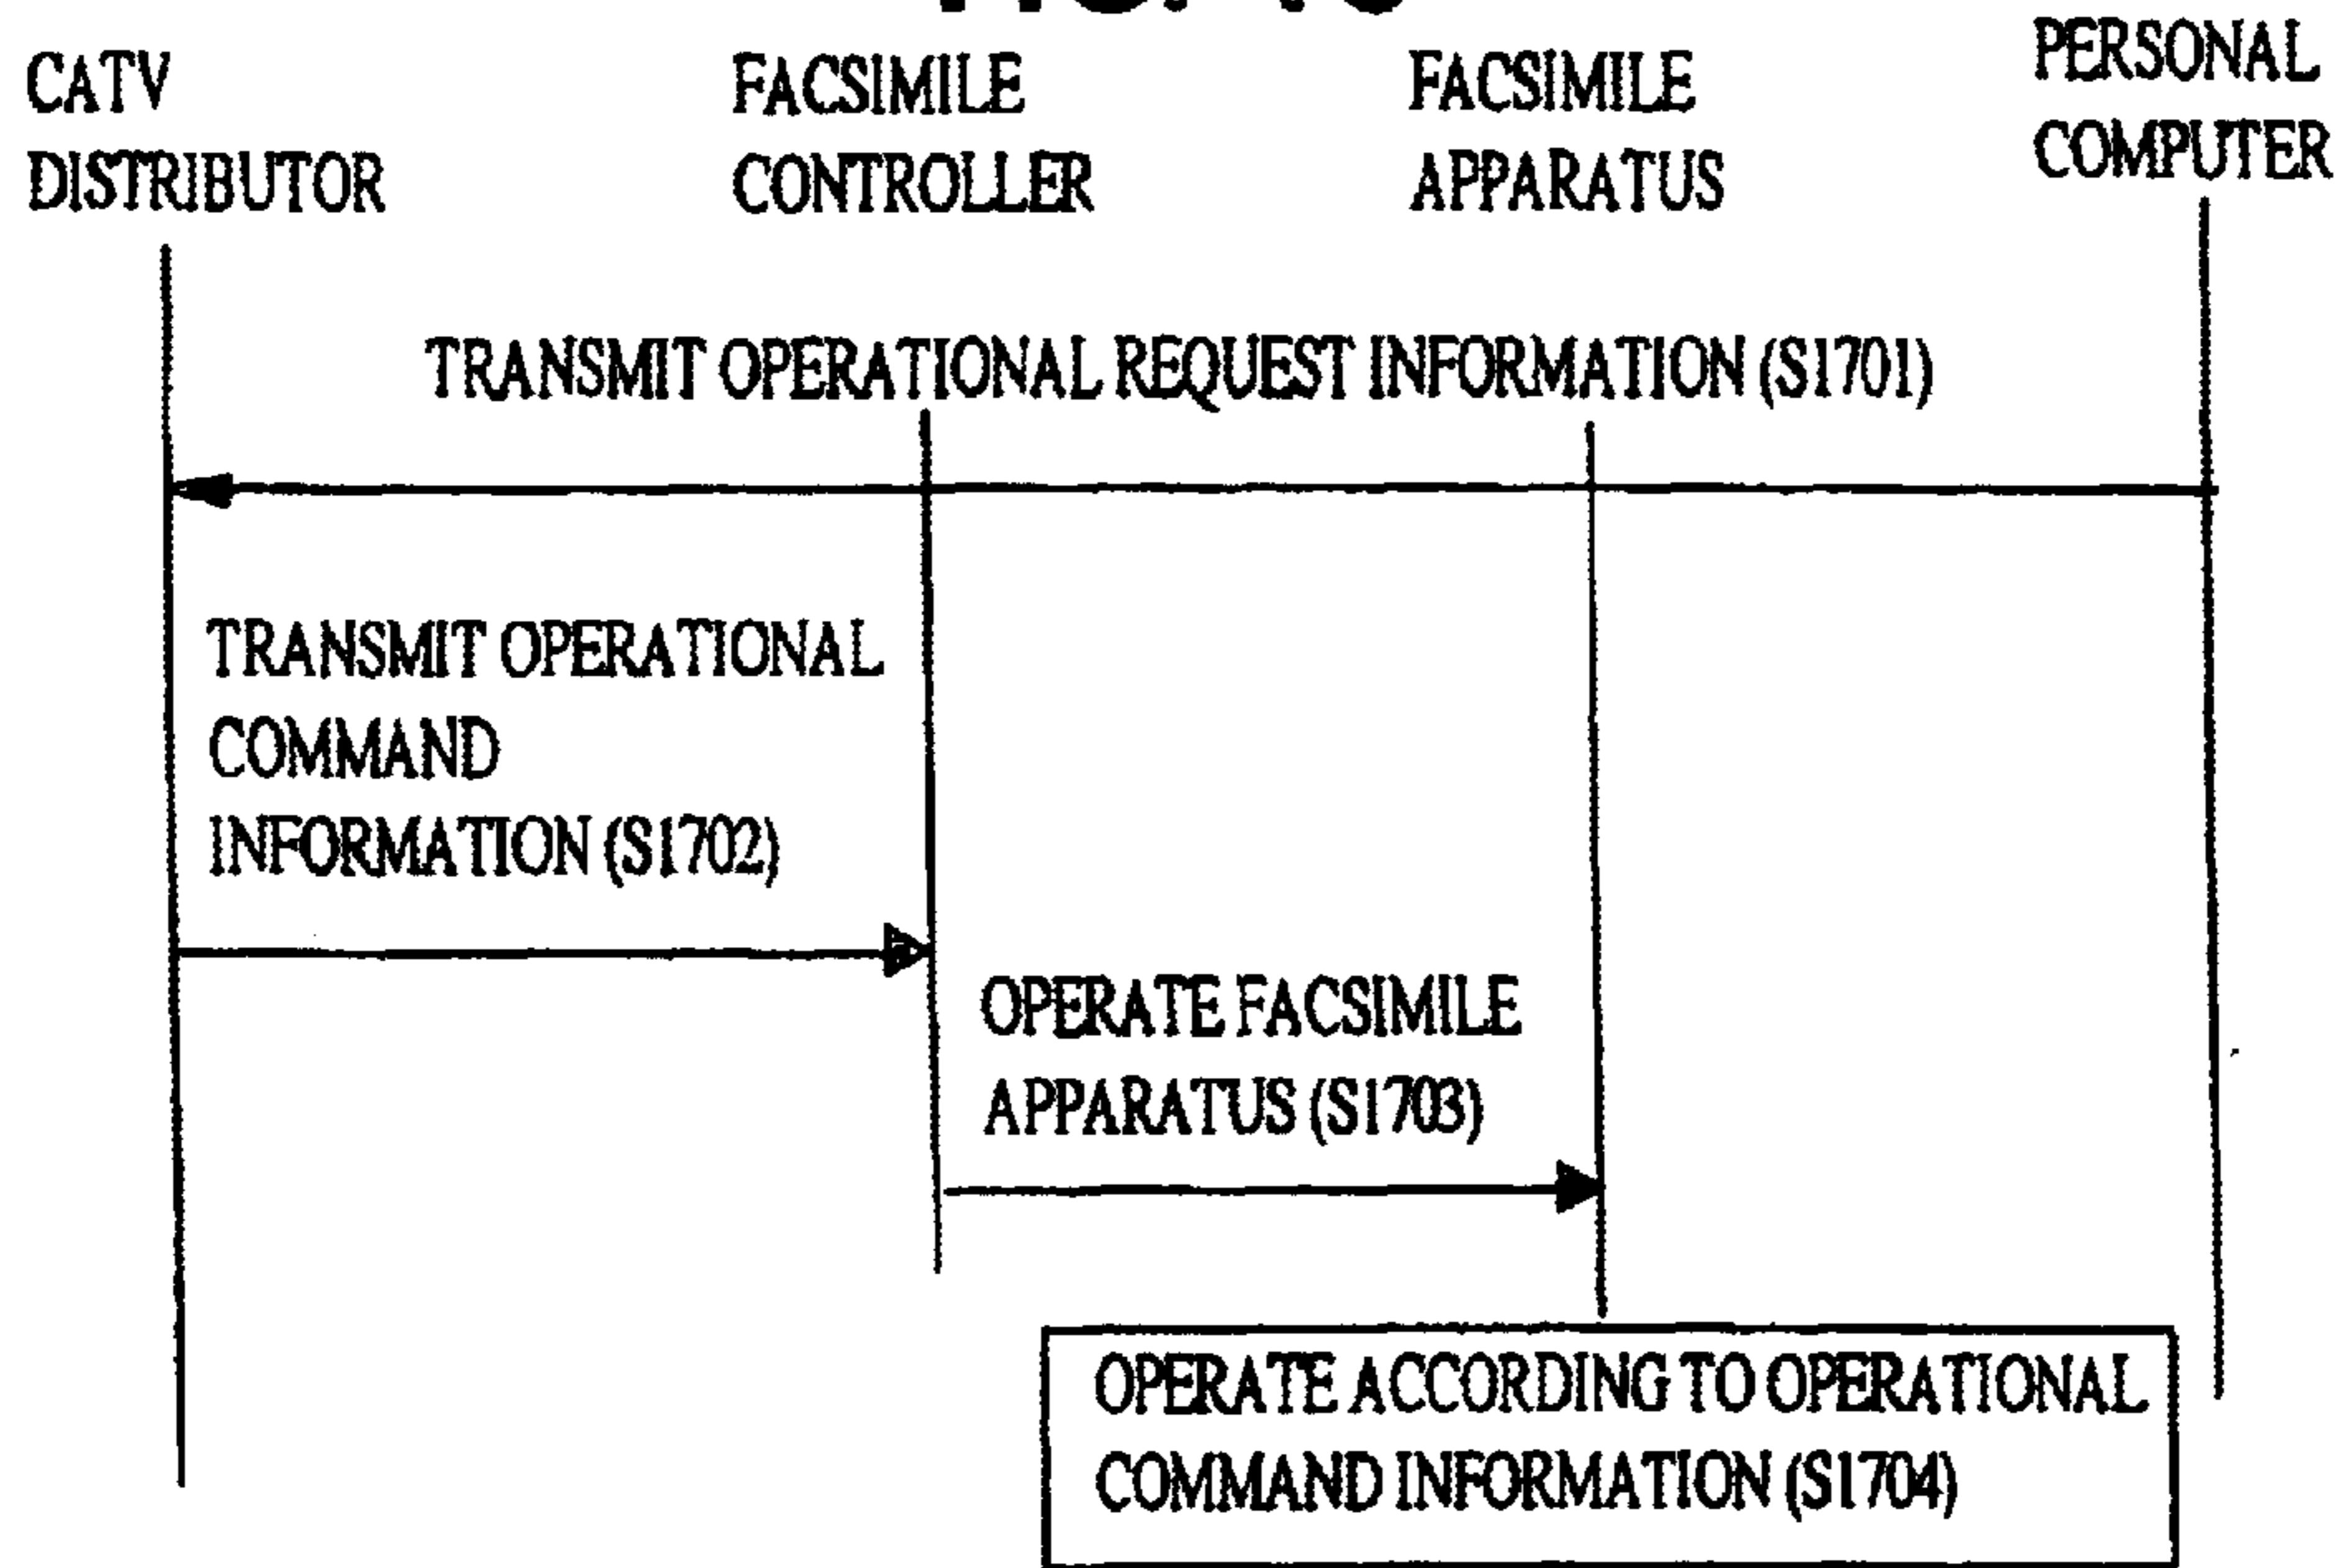 CATV
DISTRIBUTOR
FACSIMILE
CONTROLLER
FACSIMILE
APPARATUS
PERSONAL
COMPUTER
TRANSMIT OPERATIONAL REQUEST INFORMATION (S1701)
TRANSMIT OPERATIONAL
COMMAND
INFORMATION (S1702)
OPERATE FACSIMILE
APPARATUS (S1703)
OPERATE ACCORDING TO OPERATIONAL
COMMAND INFORMATION (S1704)